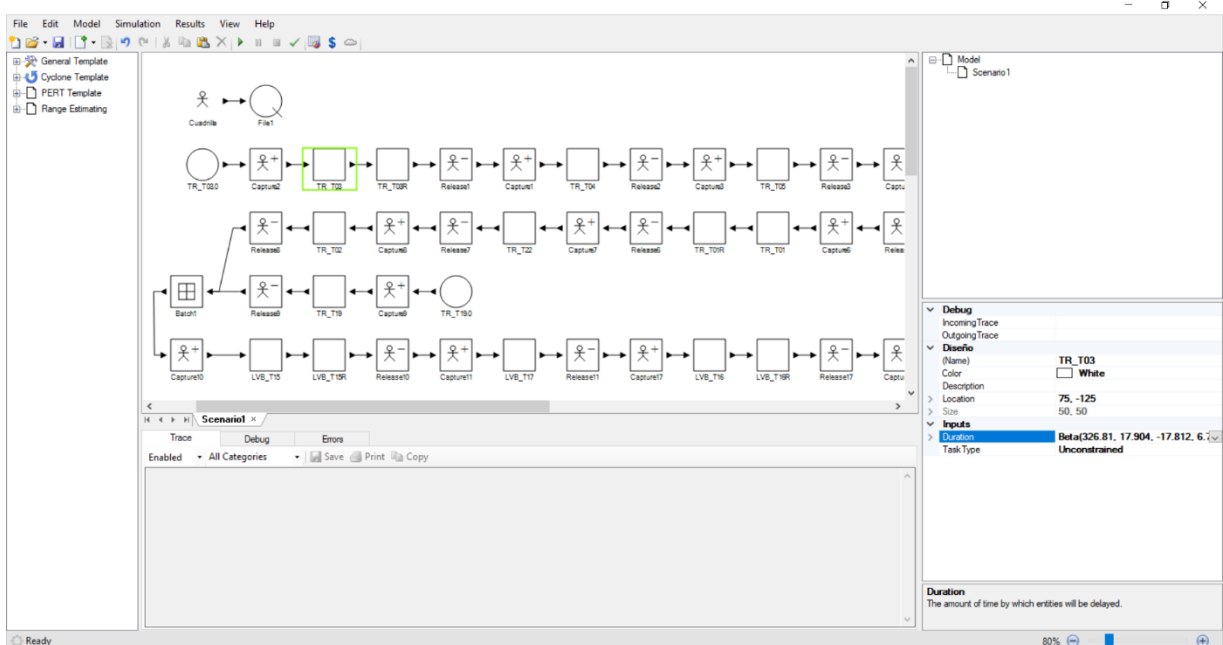 File Edit Model Simulation Results View Help
General Template
Cyclone Template
PERT Template
Range Estimating
Cuadrilla File1
TR_T03.0 Capture2 TR_T03 TR_T03R Release1 Capture1 TR_T04 Release2 Capture3 TR_T05 Release3 Captu
Release8 TR_T02 Capture8 Release7 TR_T22 Capture7 Release6 TR_T01R TR_T01 Capture6 Relea
Batch1 Release9 TR_T19 Capture9 TR_T19.0
Capture10 LVB_T15 LVB_T15R Release10 Capture11 LVB_T17 Release11 Capture17 LVB_T16 LVB_T16R Release17 Captu
Scenario1 ×
Trace Debug Errors
Enabled All Categories Save Print Copy
Model
Scenario1
Debug
IncomingTrace
OutgoingTrace
Diseño
(Name) TR_T03
Color White
Description
Location 75, -125
Size 50, 50
Inputs
Duration Beta(326.81, 17.904, -17.812, 6.
TaskType Unconstrained
Duration
The amount of time by which entities will be delayed.
Ready
80%